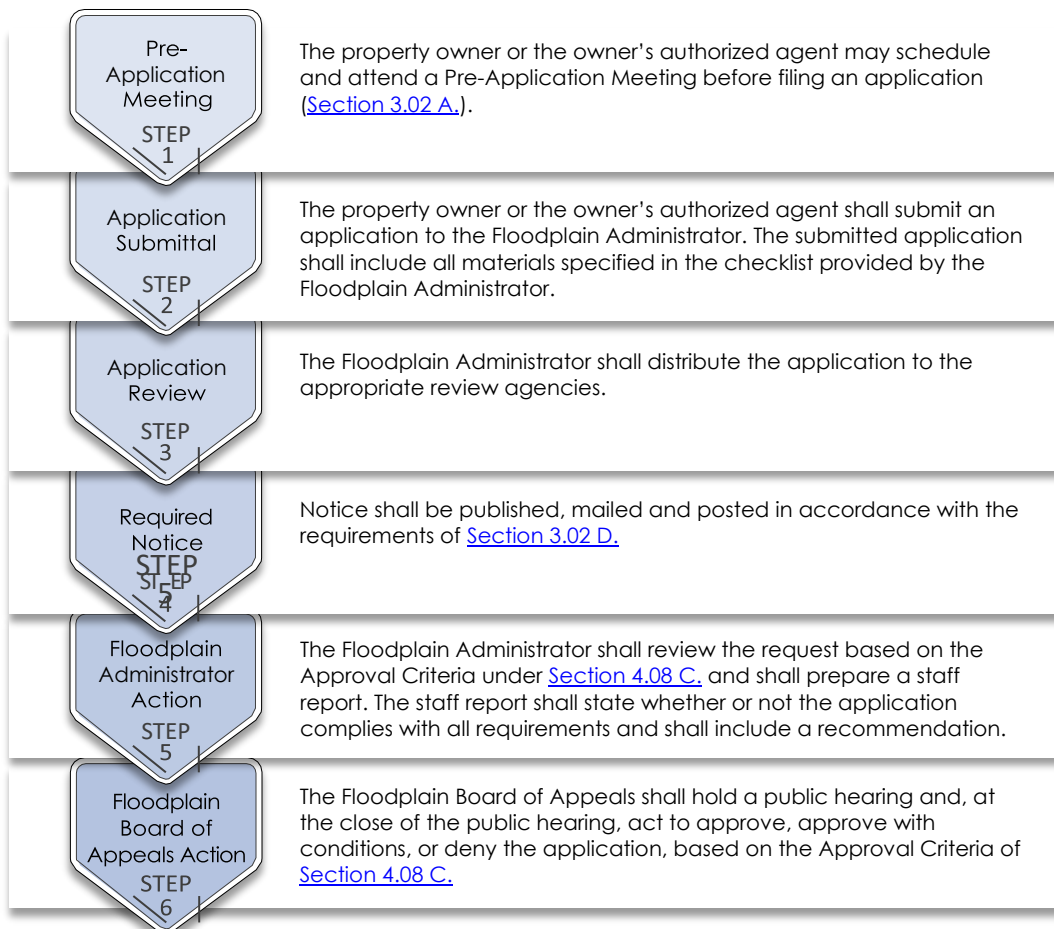 Pre-
Application
Meeting
STEP
1
The property owner or the owner's authorized agent may schedule
and attend a Pre-Application Meeting before filing an application
(Section 3.02 A.).
Application
Submittal
STEP
2
The property owner or the owner's authorized agent shall submit an
application to the Floodplain Administrator. The submitted application
shall include all materials specified in the checklist provided by the
Floodplain Administrator.
Application
Review
STEP
3
The Floodplain Administrator shall distribute the application to the
appropriate review agencies.
Required
Notice
STEP
5
STEP
4
Notice shall be published, mailed and posted in accordance with the
requirements of Section 3.02 D.
Floodplain
Administrator
Action
STEP
5
The Floodplain Administrator shall review the request based on the
Approval Criteria under Section 4.08 C. and shall prepare a staff
report. The staff report shall state whether or not the application
complies with all requirements and shall include a recommendation.
Floodplain
Board of
Appeals Action
STEP
6
The Floodplain Board of Appeals shall hold a public hearing and, at
the close of the public hearing, act to approve, approve with
conditions, or deny the application, based on the Approval Criteria of
Section 4.08 C.